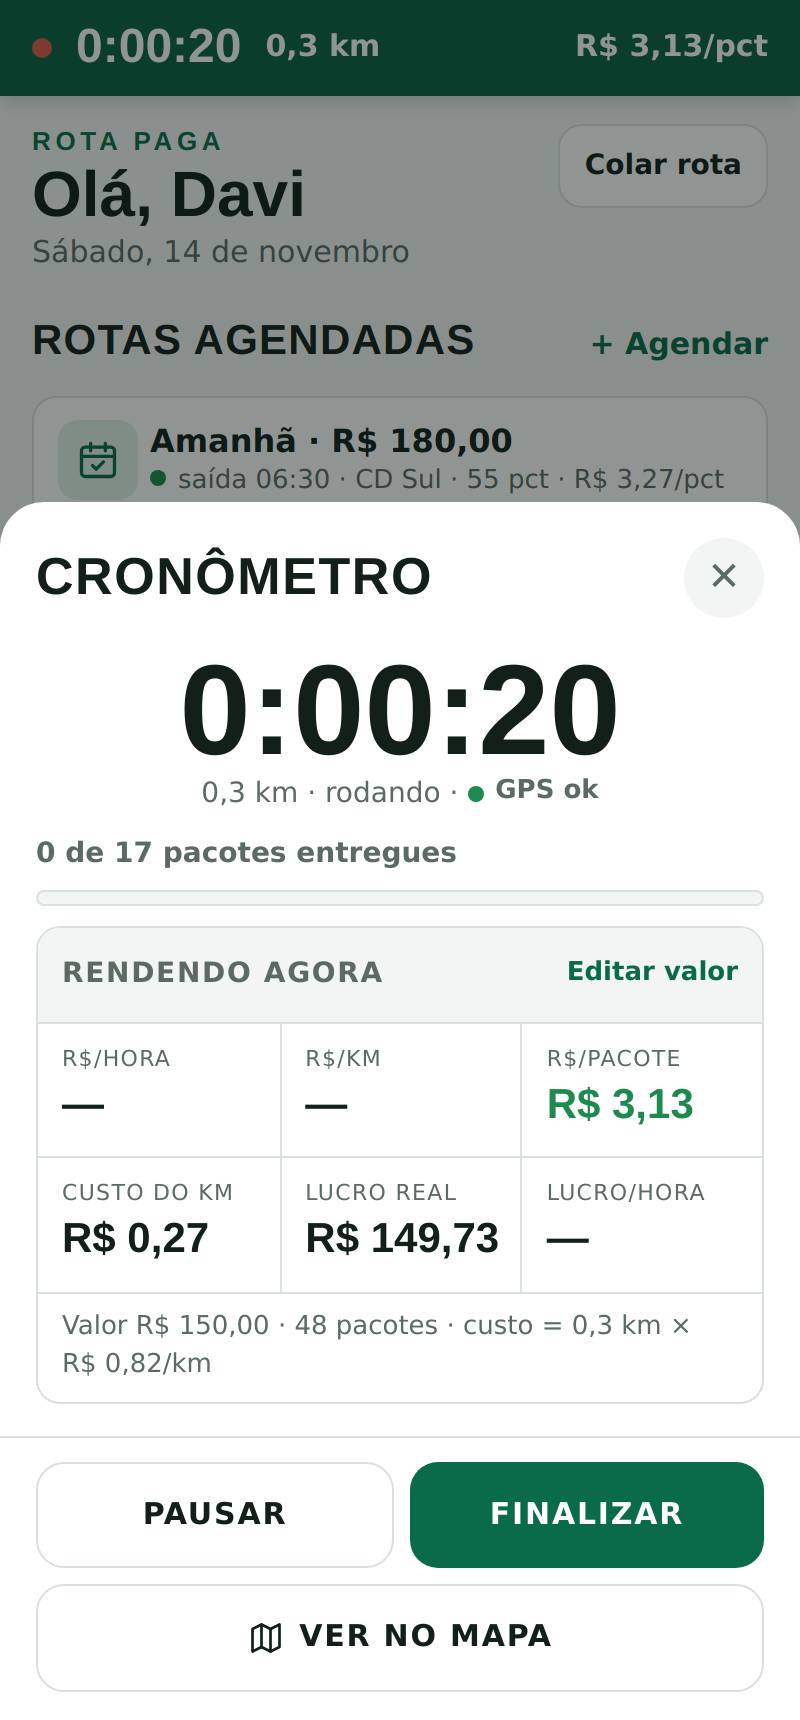 0:00:20 0,3 km R$ 3,13/pct
ROTA PAGA
Olá, Davi
Colar rota
Sábado, 14 de novembro
ROTAS AGENDADAS + Agendar
Amanhã · R$ 180,00
saída 06:30 · CD Sul · 55 pct · R$ 3,27/pct
CRONÔMETRO ✕
0:00:20
0,3 km · rodando · GPS ok
0 de 17 pacotes entregues
RENDENDO AGORA Editar valor
R$/HORA R$/KM R$/PACOTE
— — R$ 3,13
CUSTO DO KM LUCRO REAL LUCRO/HORA
R$ 0,27 R$ 149,73 —
Valor R$ 150,00 · 48 pacotes · custo = 0,3 km ×
R$ 0,82/km
PAUSAR FINALIZAR
VER NO MAPA